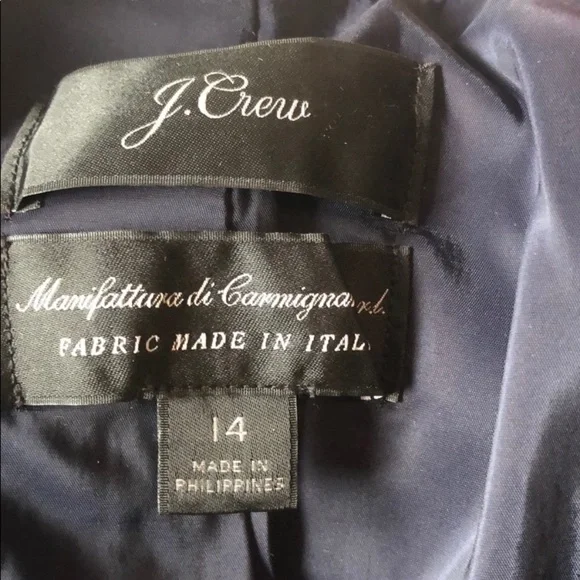 J.Crew
Manifattura di Carmigna r.l.
FABRIC MADE IN ITAL
14
MADE IN
PHILIPPINES